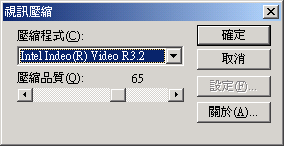 視訊壓縮
壓縮程式(C):
Intel Indeo(R) Video R3.2
壓縮品質(Q): 65
確定
取消
設定(F)...
關於(A)...